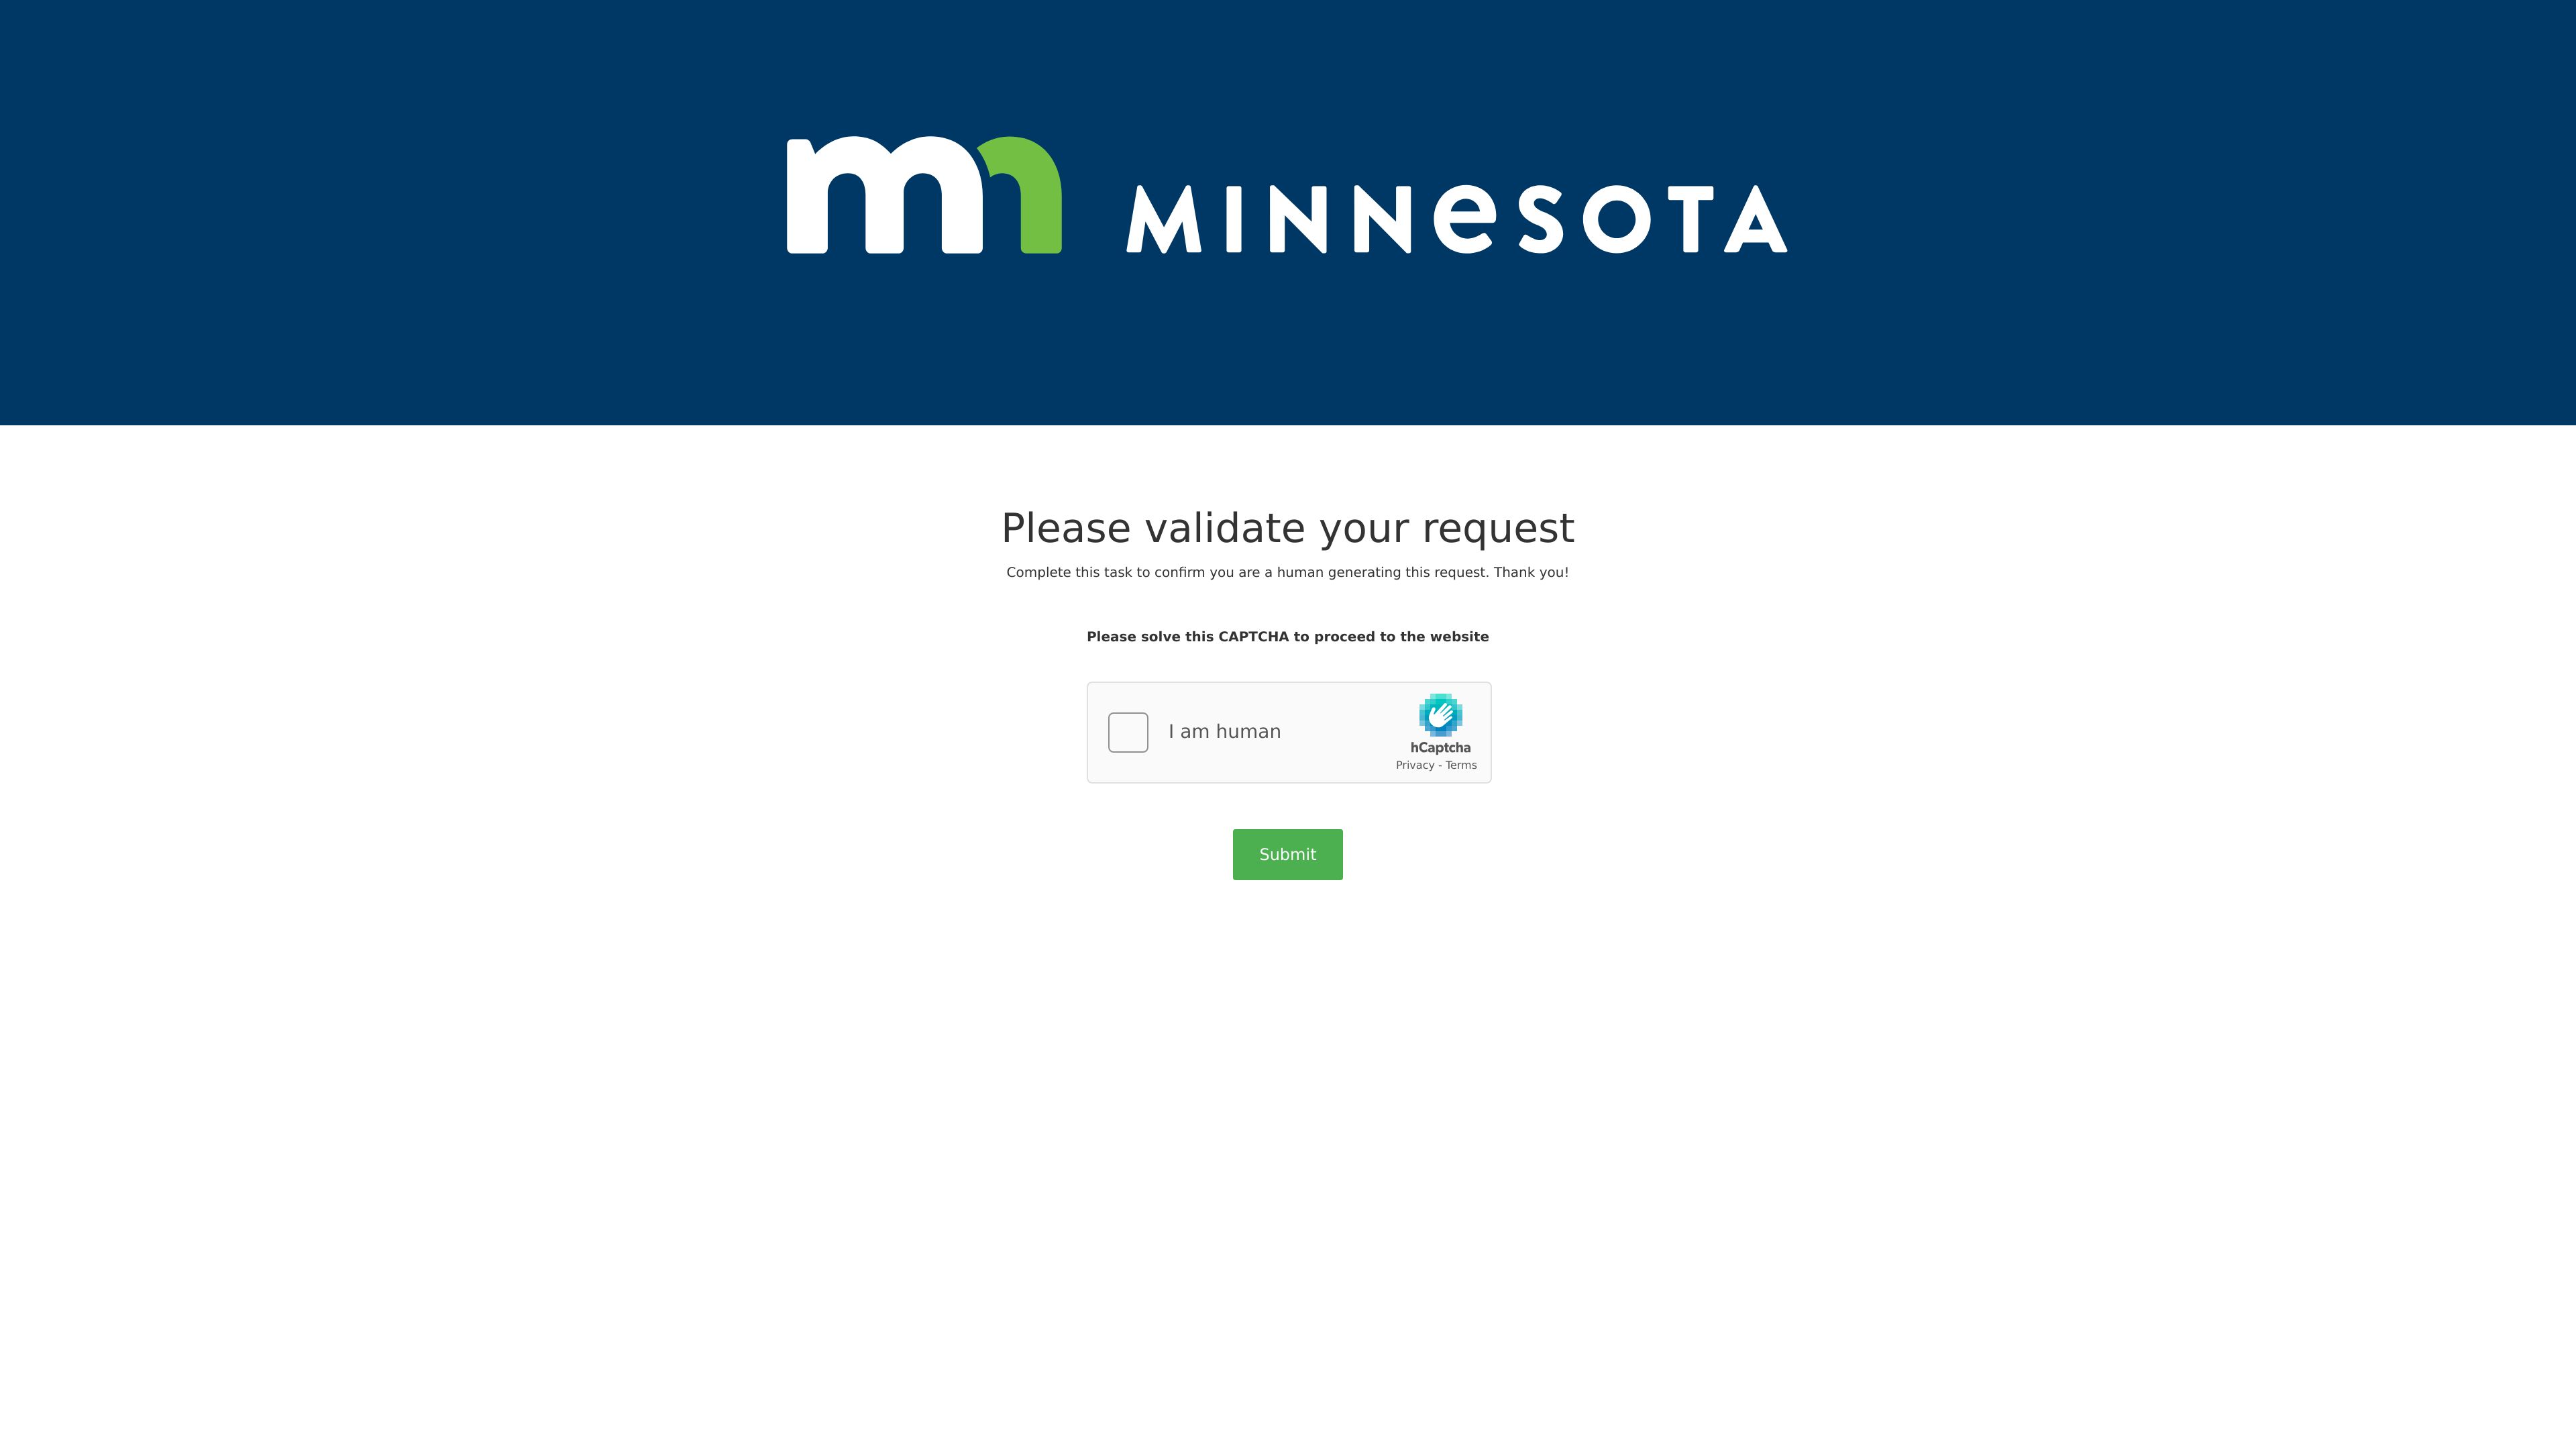 mn MINNESOTA
Please validate your request
Complete this task to confirm you are a human generating this request. Thank you!
Please solve this CAPTCHA to proceed to the website
I am human
hCaptcha
Privacy - Terms
Submit